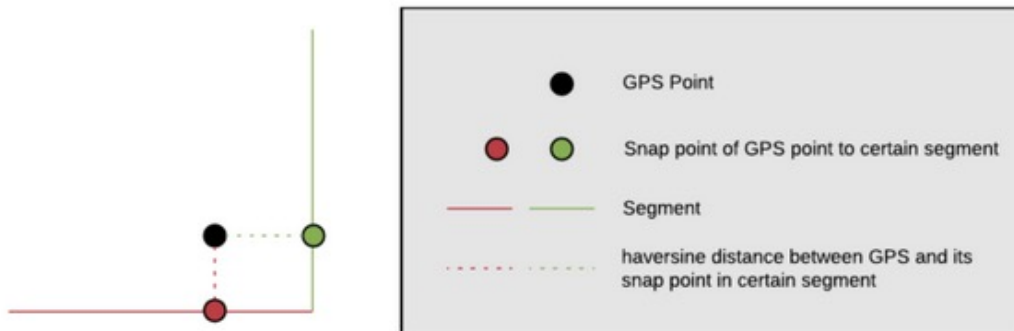 GPS Point
Snap point of GPS point to certain segment
Segment
haversine distance between GPS and its
snap point in certain segment